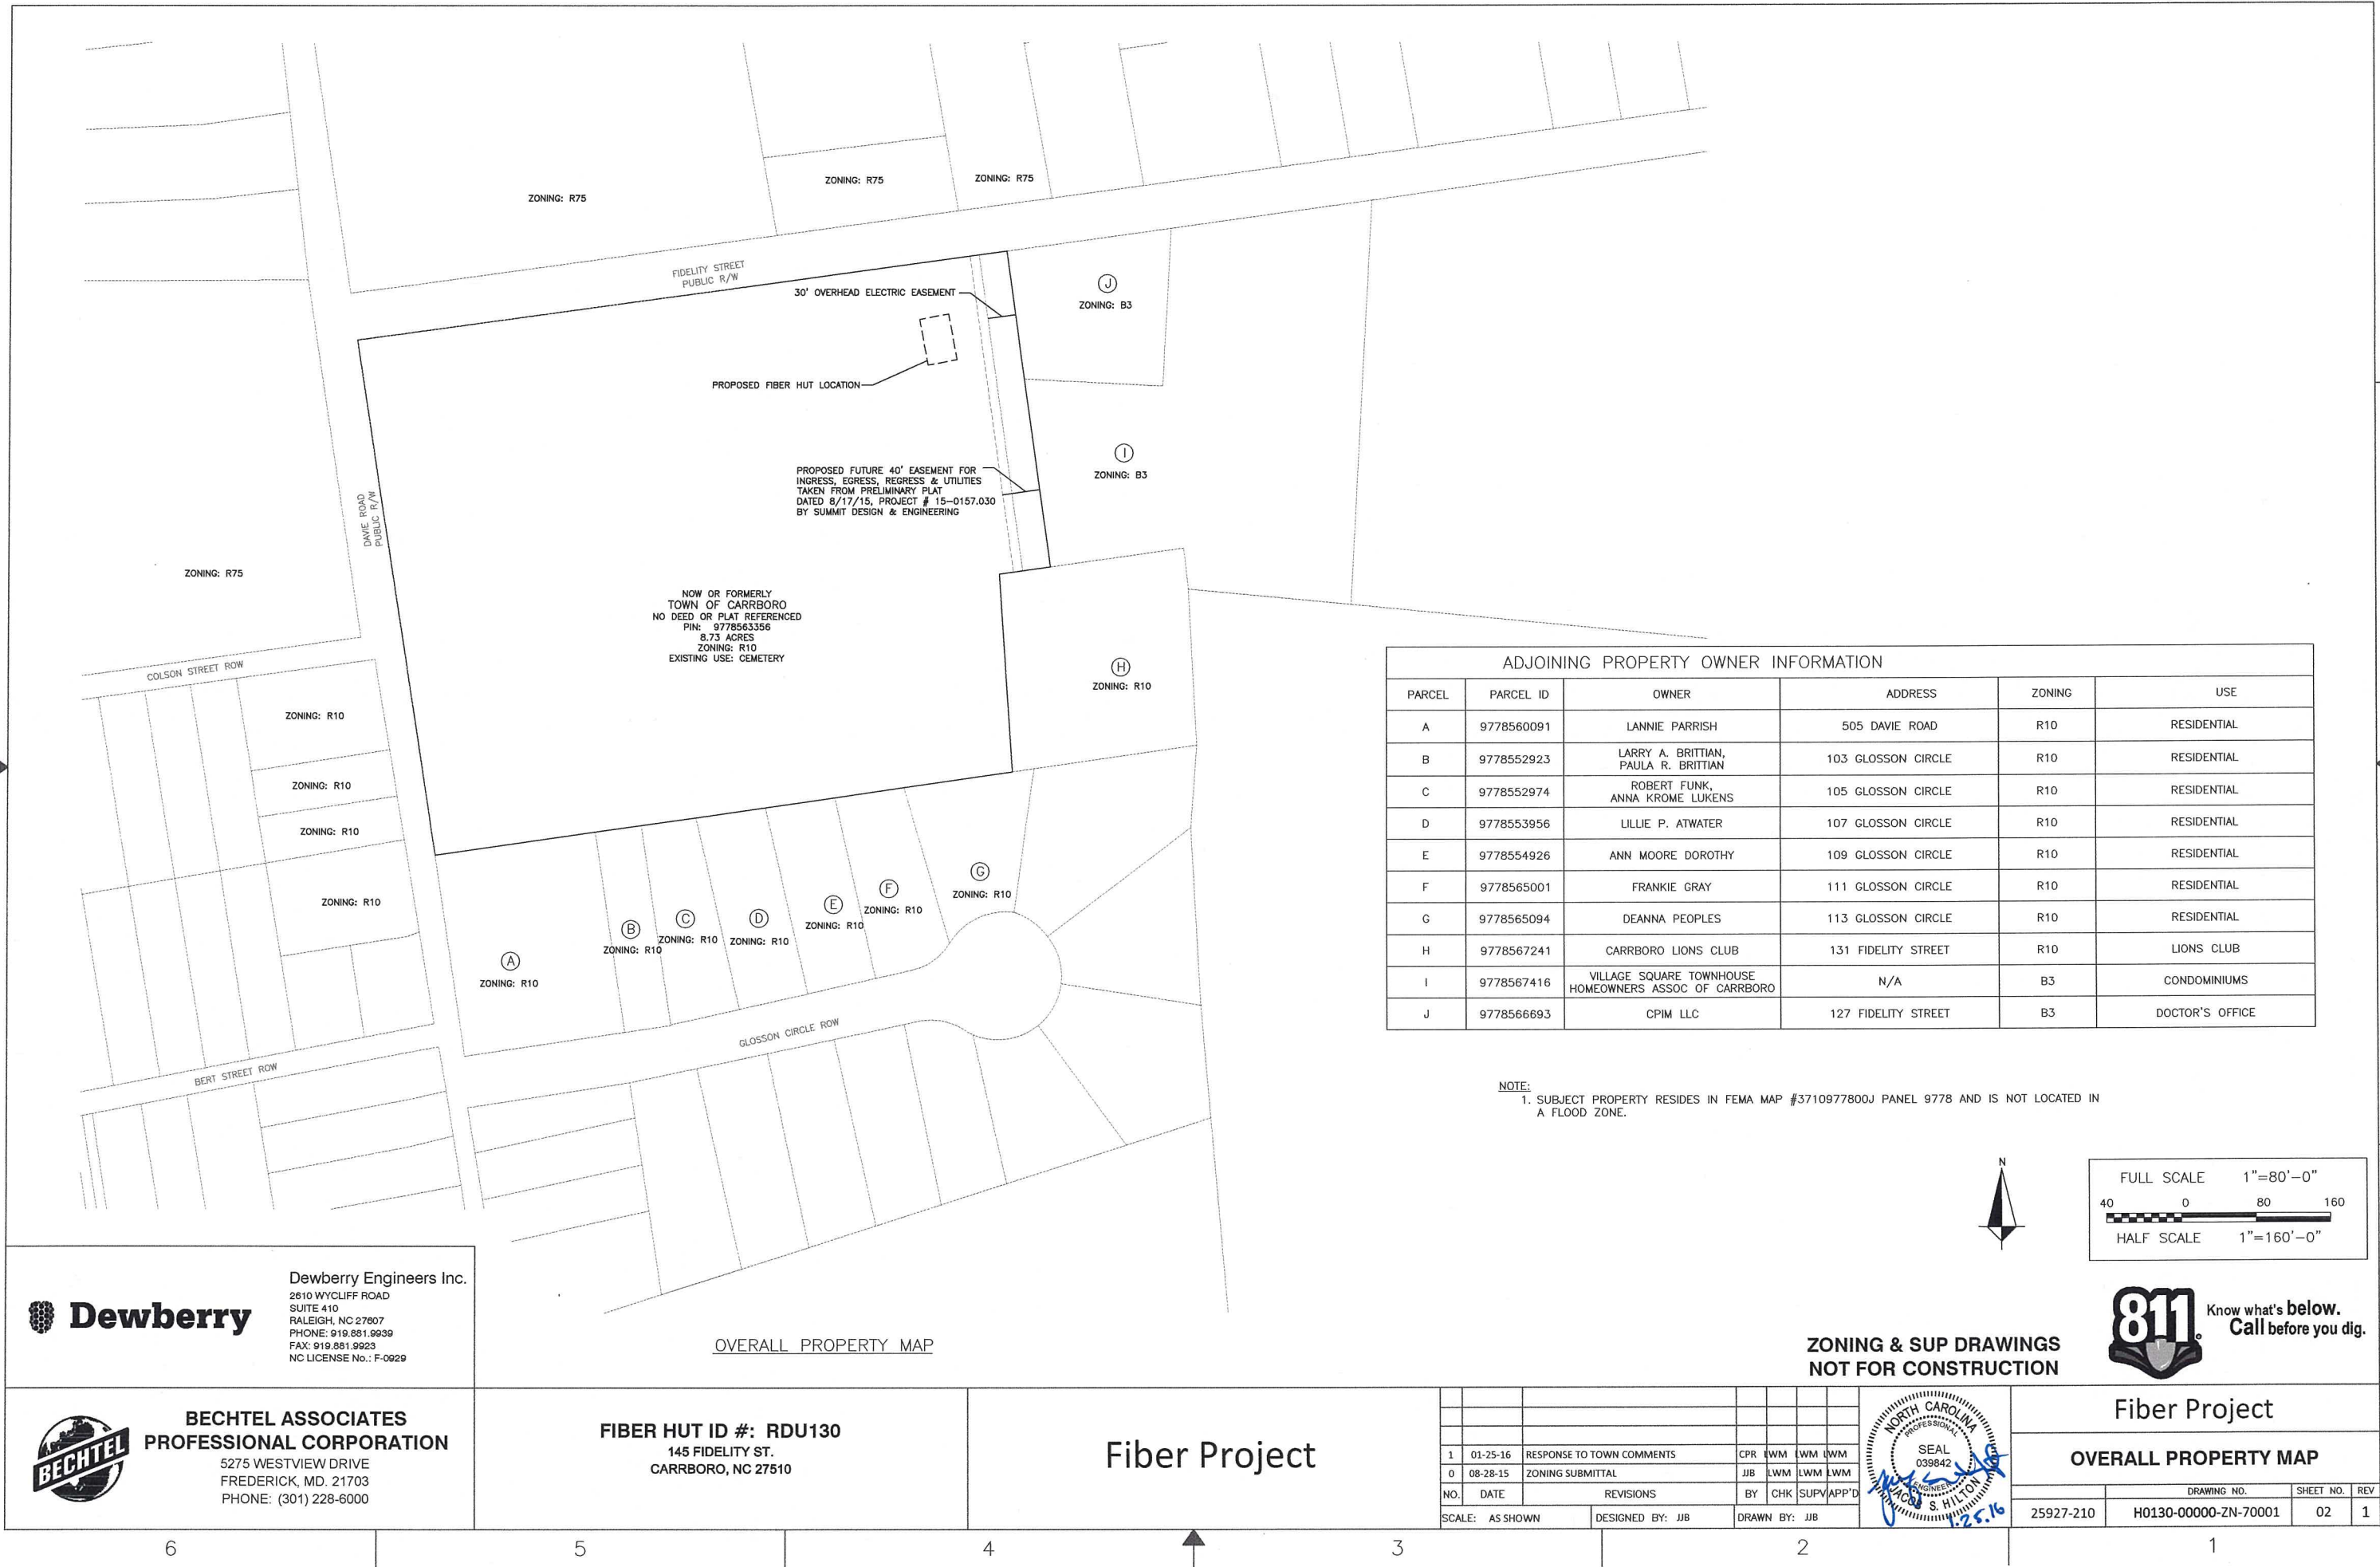 ZONING: R75
ZONING: R75
ZONING: R75
FIDELITY STREET
PUBLIC R/W
30' OVERHEAD ELECTRIC EASEMENT
J
ZONING: B3
PROPOSED FIBER HUT LOCATION
I
ZONING: B3
PROPOSED FUTURE 40' EASEMENT FOR
INGRESS, EGRESS, REGRESS & UTILITIES
TAKEN FROM PRELIMINARY PLAT
DATED 8/17/15, PROJECT # 15-0157.030
BY SUMMIT DESIGN & ENGINEERING
DAVIE ROAD
PUBLIC R/W
ZONING: R75
NOW OR FORMERLY
TOWN OF CARRBORO
NO DEED OR PLAT REFERENCED
PIN: 9778563356
8.73 ACRES
ZONING: R10
EXISTING USE: CEMETERY
H
ZONING: R10
COLSON STREET ROW
ZONING: R10
ZONING: R10
ZONING: R10
ZONING: R10
A
ZONING: R10
B
ZONING: R10
C
ZONING: R10
D
ZONING: R10
E
ZONING: R10
F
ZONING: R10
G
ZONING: R10
GLOSSON CIRCLE ROW
BERT STREET ROW
ADJOINING PROPERTY OWNER INFORMATION
PARCEL PARCEL ID OWNER ADDRESS ZONING USE
A 9778560091 LANNIE PARRISH 505 DAVIE ROAD R10 RESIDENTIAL
B 9778552923 LARRY A. BRITTIAN, PAULA R. BRITTIAN 103 GLOSSON CIRCLE R10 RESIDENTIAL
C 9778552974 ROBERT FUNK, ANNA KROME LUKENS 105 GLOSSON CIRCLE R10 RESIDENTIAL
D 9778553956 LILLIE P. ATWATER 107 GLOSSON CIRCLE R10 RESIDENTIAL
E 9778554926 ANN MOORE DOROTHY 109 GLOSSON CIRCLE R10 RESIDENTIAL
F 9778565001 FRANKIE GRAY 111 GLOSSON CIRCLE R10 RESIDENTIAL
G 9778565094 DEANNA PEOPLES 113 GLOSSON CIRCLE R10 RESIDENTIAL
H 9778567241 CARRBORO LIONS CLUB 131 FIDELITY STREET R10 LIONS CLUB
I 9778567416 VILLAGE SQUARE TOWNHOUSE HOMEOWNERS ASSOC OF CARRBORO N/A B3 CONDOMINIUMS
J 9778566693 CPIM LLC 127 FIDELITY STREET B3 DOCTOR'S OFFICE
NOTE:
1. SUBJECT PROPERTY RESIDES IN FEMA MAP #3710977800J PANEL 9778 AND IS NOT LOCATED IN
A FLOOD ZONE.
N
FULL SCALE 1"=80'-0"
40 0 80 160
HALF SCALE 1"=160'-0"
Dewberry
Dewberry Engineers Inc.
2610 WYCLIFF ROAD
SUITE 410
RALEIGH, NC 27607
PHONE: 919.881.9939
FAX: 919.881.9923
NC LICENSE No.: F-0929
OVERALL PROPERTY MAP
ZONING & SUP DRAWINGS
NOT FOR CONSTRUCTION
811
Know what's below.
Call before you dig.
BECHTEL
BECHTEL ASSOCIATES
PROFESSIONAL CORPORATION
5275 WESTVIEW DRIVE
FREDERICK, MD. 21703
PHONE: (301) 228-6000
FIBER HUT ID #: RDU130
145 FIDELITY ST.
CARRBORO, NC 27510
Fiber Project
1 01-25-16 RESPONSE TO TOWN COMMENTS CPR LWM LWM LWM
0 08-28-15 ZONING SUBMITTAL JJB LWM LWM LWM
NO. DATE REVISIONS BY CHK SUPV APP'D
SCALE: AS SHOWN DESIGNED BY: JJB DRAWN BY: JJB
NORTH CAROLINA
PROFESSIONAL
SEAL
039842
ENGINEER
JACOB S. HILTON
1.25.16
Fiber Project
OVERALL PROPERTY MAP
DRAWING NO. SHEET NO. REV
25927-210 H0130-00000-ZN-70001 02 1
6 5 4 3 2 1